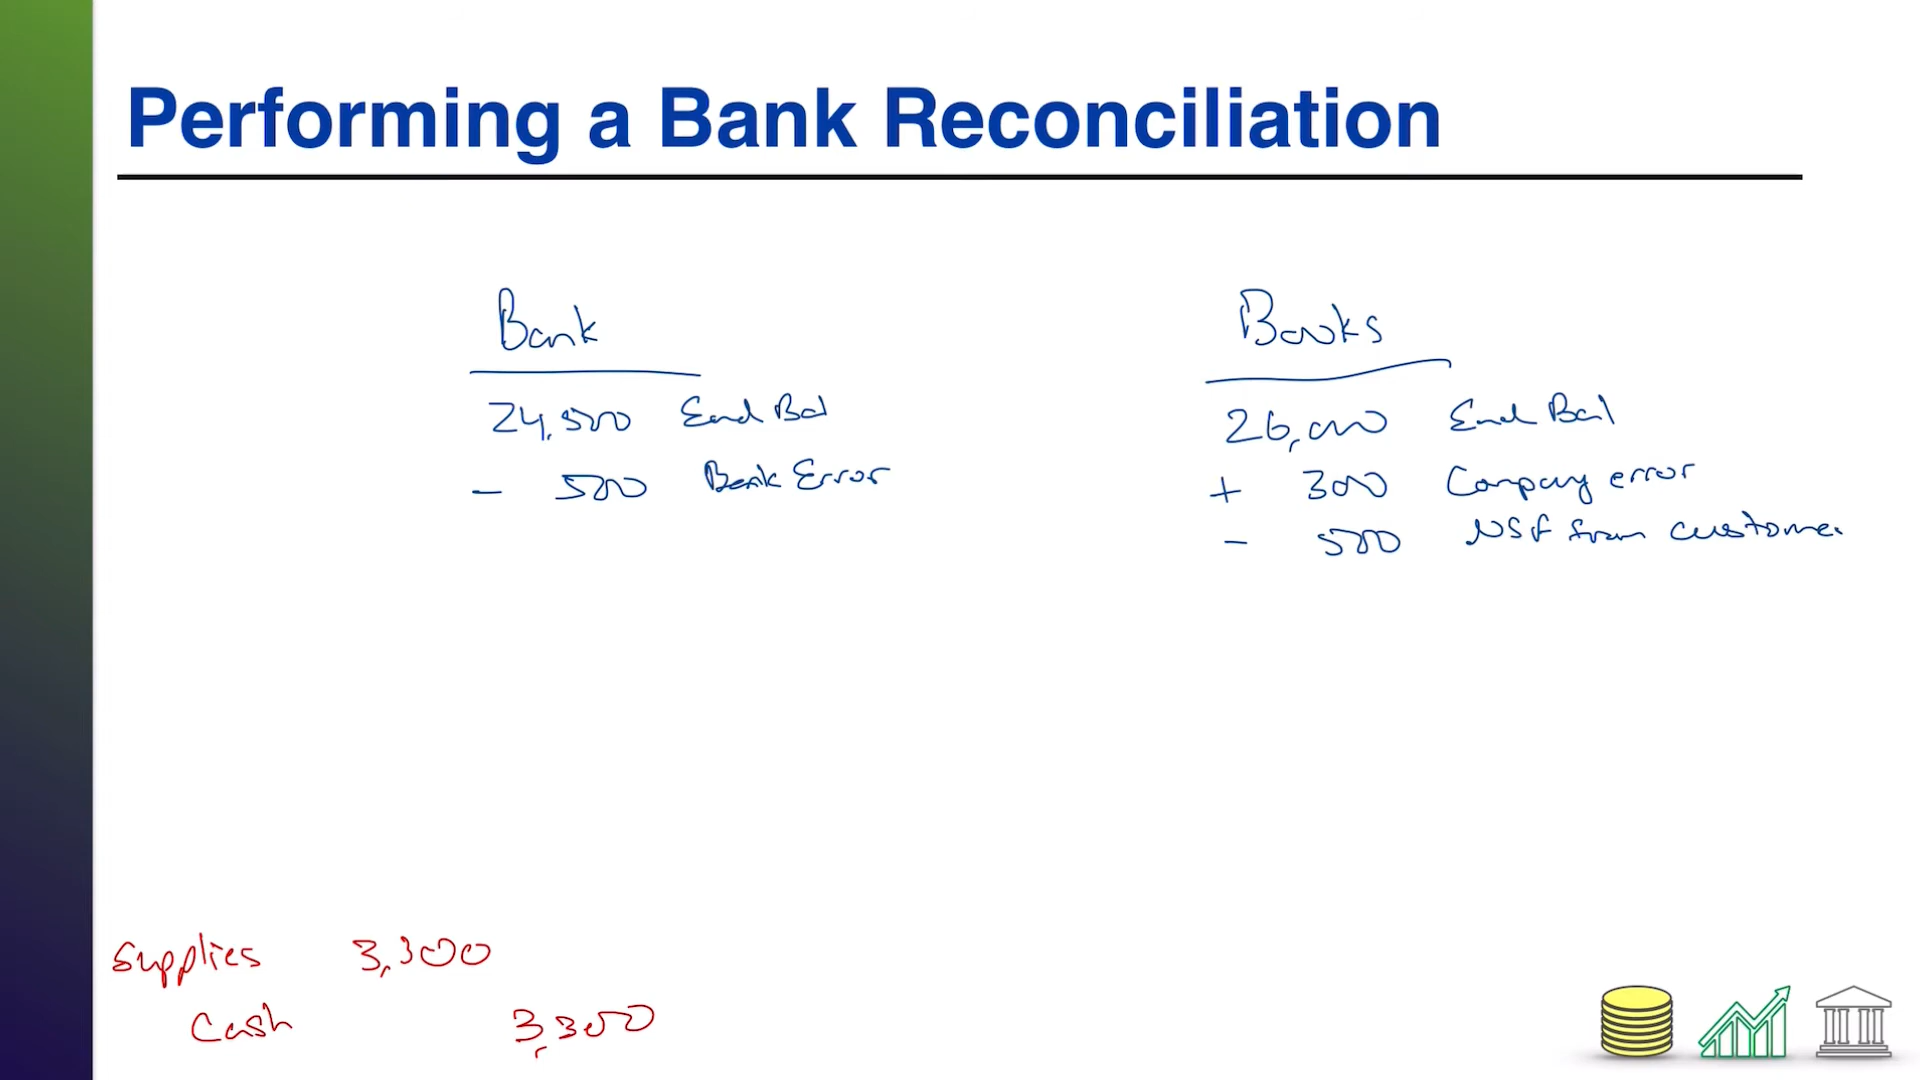 Performing a Bank Reconciliation
Bank
24,500 End Bal
- 500 Bank Error
Books
26,000 End Bal
+ 300 Company error
- 500 NSF from customer
Supplies 3,300
Cash 3,300